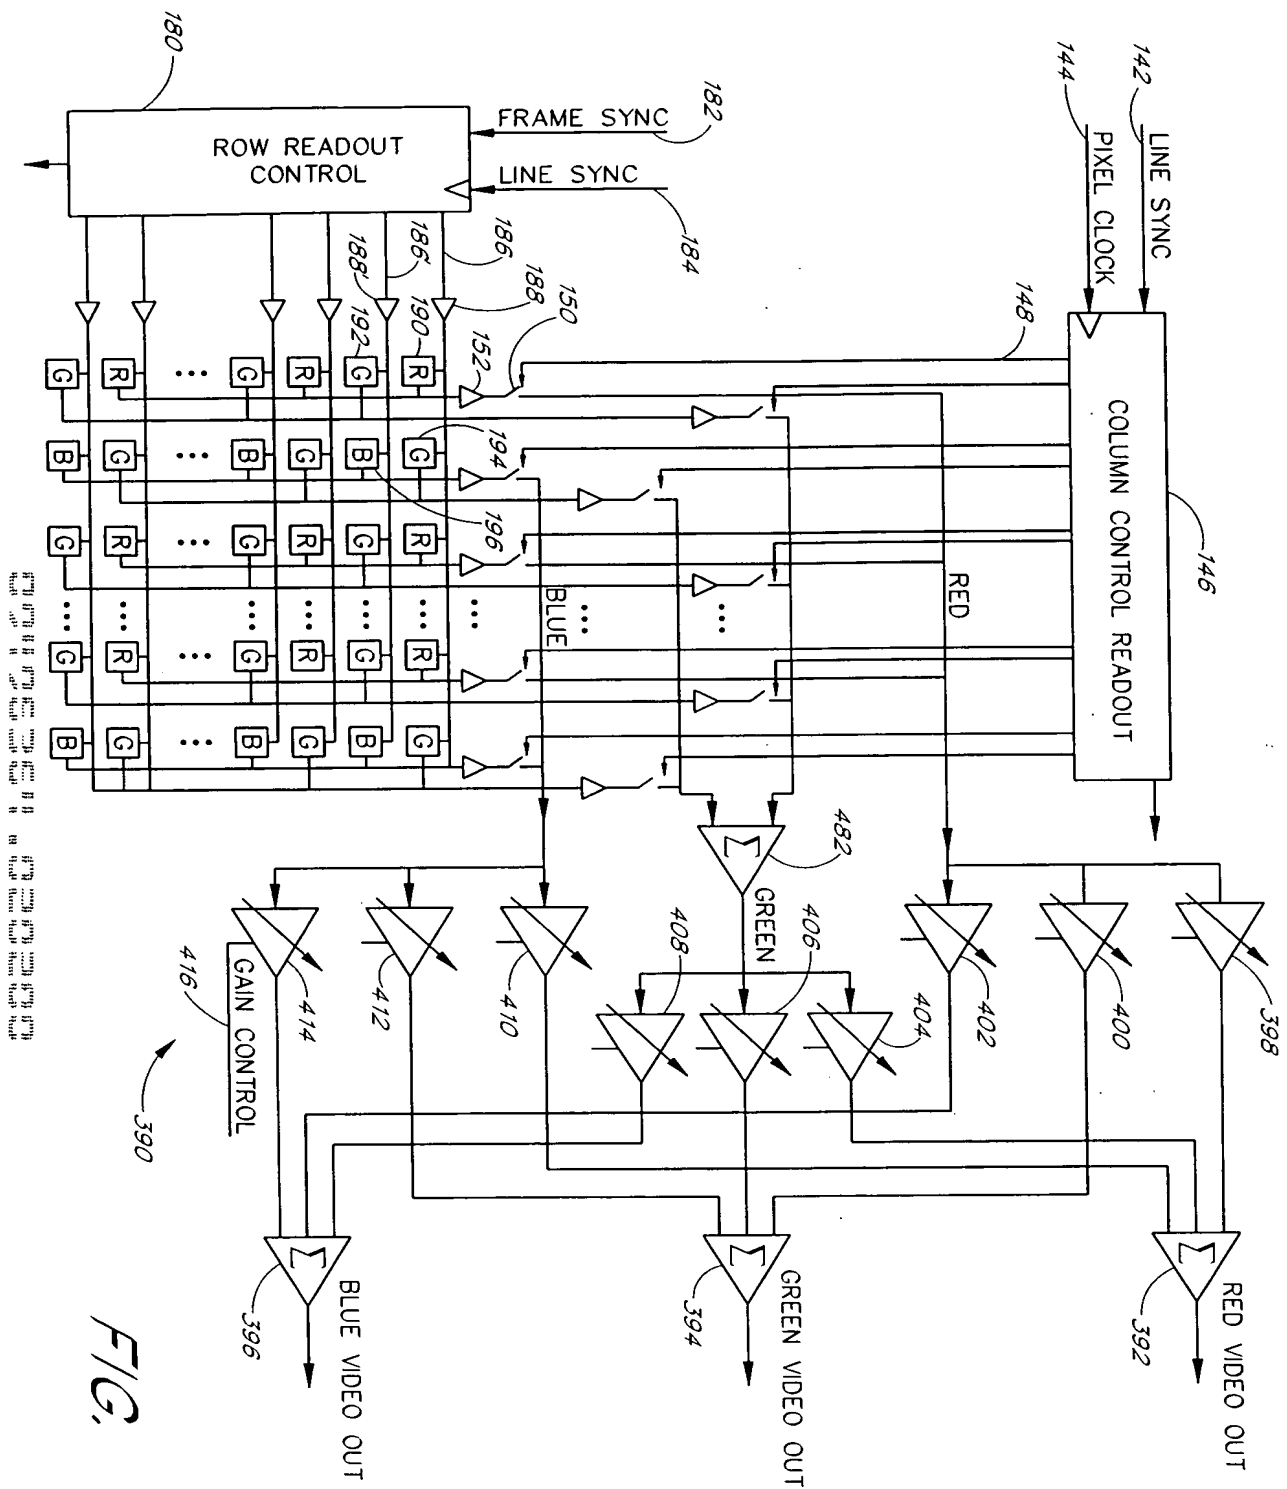 142
LINE SYNC
144
PIXEL CLOCK
COLUMN CONTROL READOUT
146
180
ROW READOUT
CONTROL
FRAME SYNC
182
LINE SYNC
184
186
186'
188
188'
190
192
152
150
148
194
196
R G R G ... R G
G B G B ... G B
R G R G ... R G
... ... ... ... ... ...
R G R G ... R G
G B G B ... G B
RED
BLUE
GREEN
482
398
400
402
404
406
408
410
412
414
416
GAIN CONTROL
390
392
RED VIDEO OUT
394
GREEN VIDEO OUT
396
BLUE VIDEO OUT
FIG.